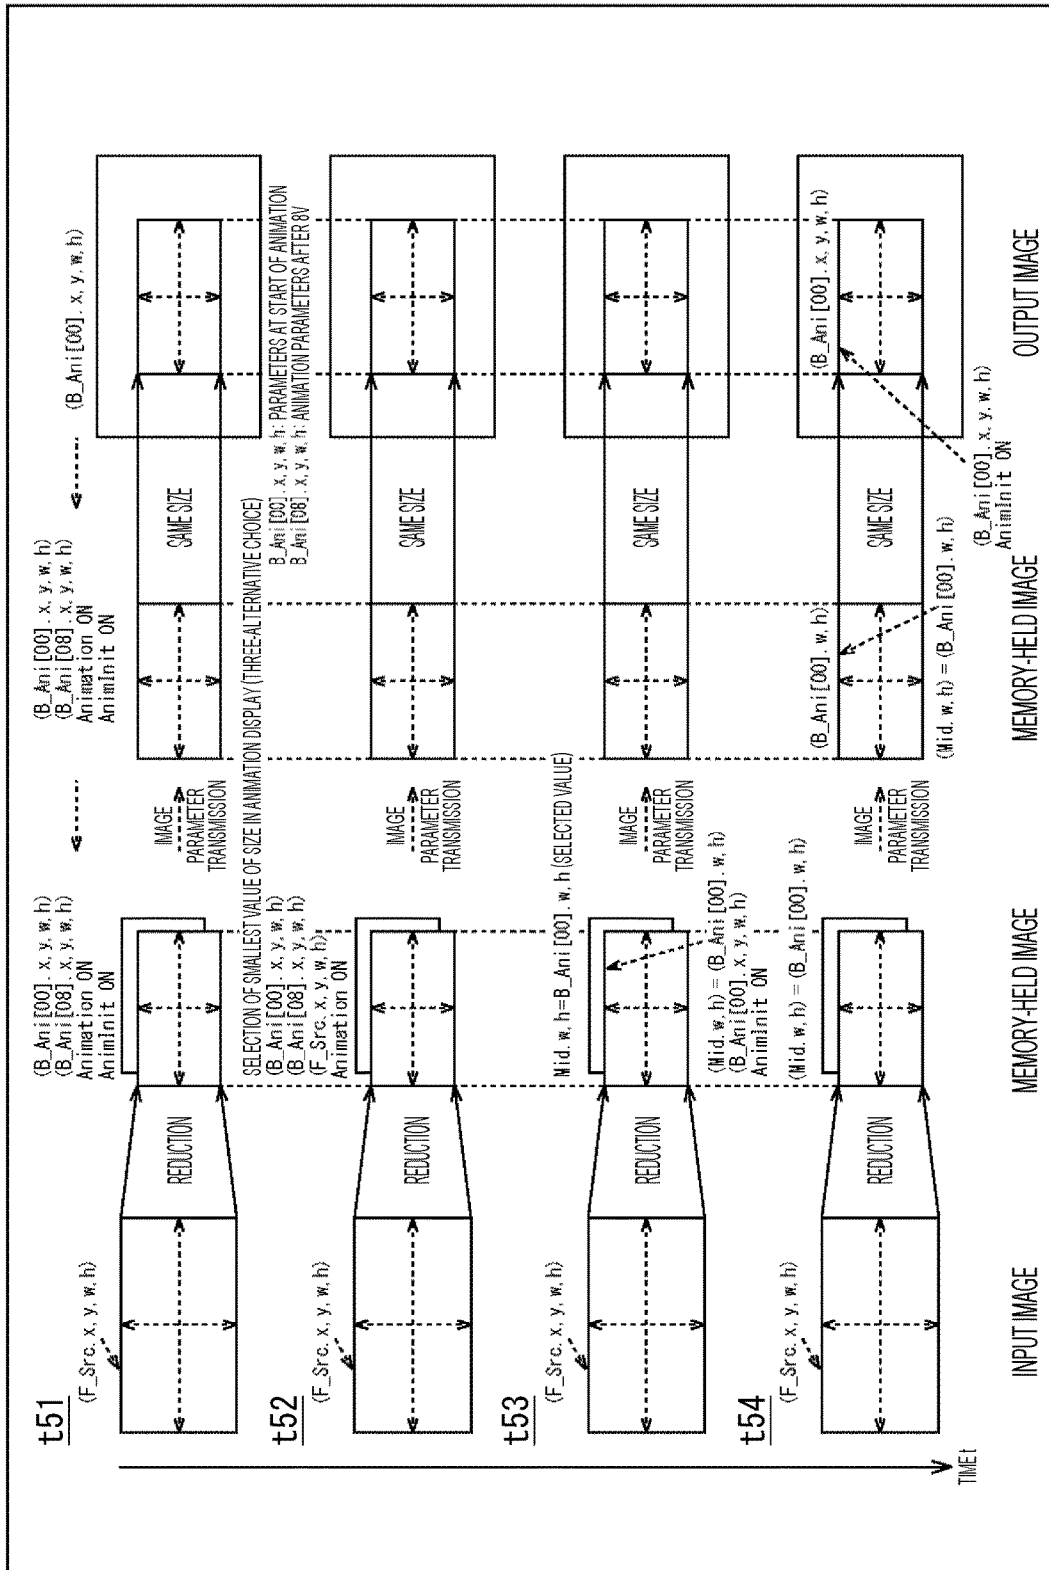 t51
(F_Src. x, y, w, h)
REDUCTION
(B_Ani[00]. x, y, w, h)
(B_Ani[08]. x, y, w, h)
Animation ON
AnimInit ON
IMAGE
PARAMETER
TRANSMISSION
(B_Ani[00]. x, y, w, h)
(B_Ani[08]. x, y, w, h)
Animation ON
AnimInit ON
SAME SIZE
(B_Ani[00]. x, y, w, h)
t52
(F_Src. x, y, w, h)
REDUCTION
SELECTION OF SMALLEST VALUE OF SIZE IN ANIMATION DISPLAY (THREE-ALTERNATIVE CHOICE)
(B_Ani[00]. x, y, w, h)
(B_Ani[08]. x, y, w, h)
(F_Src. x, y, w, h)
Animation ON
IMAGE
PARAMETER
TRANSMISSION
SAME SIZE
B_Ani[00]. x, y, w, h: PARAMETERS AT START OF ANIMATION
B_Ani[08]. x, y, w, h: ANIMATION PARAMETERS AFTER 8V
t53
(F_Src. x, y, w, h)
REDUCTION
Mid. w, h=B_Ani[00]. w, h (SELECTED VALUE)
IMAGE
PARAMETER
TRANSMISSION
SAME SIZE
(Mid. w, h) = (B_Ani[00]. w, h)
(B_Ani[00]. x, y, w, h)
AnimInit ON
t54
(F_Src. x, y, w, h)
REDUCTION
(Mid. w, h) = (B_Ani[00]. w, h)
IMAGE
PARAMETER
TRANSMISSION
(B_Ani[00]. w, h)
SAME SIZE
(B_Ani[00]. x, y, w, h)
(Mid. w, h) = (B_Ani[00]. w, h)
(B_Ani[00]. x, y, w, h)
AnimInit ON
TIME t
INPUT IMAGE
MEMORY-HELD IMAGE
MEMORY-HELD IMAGE
OUTPUT IMAGE